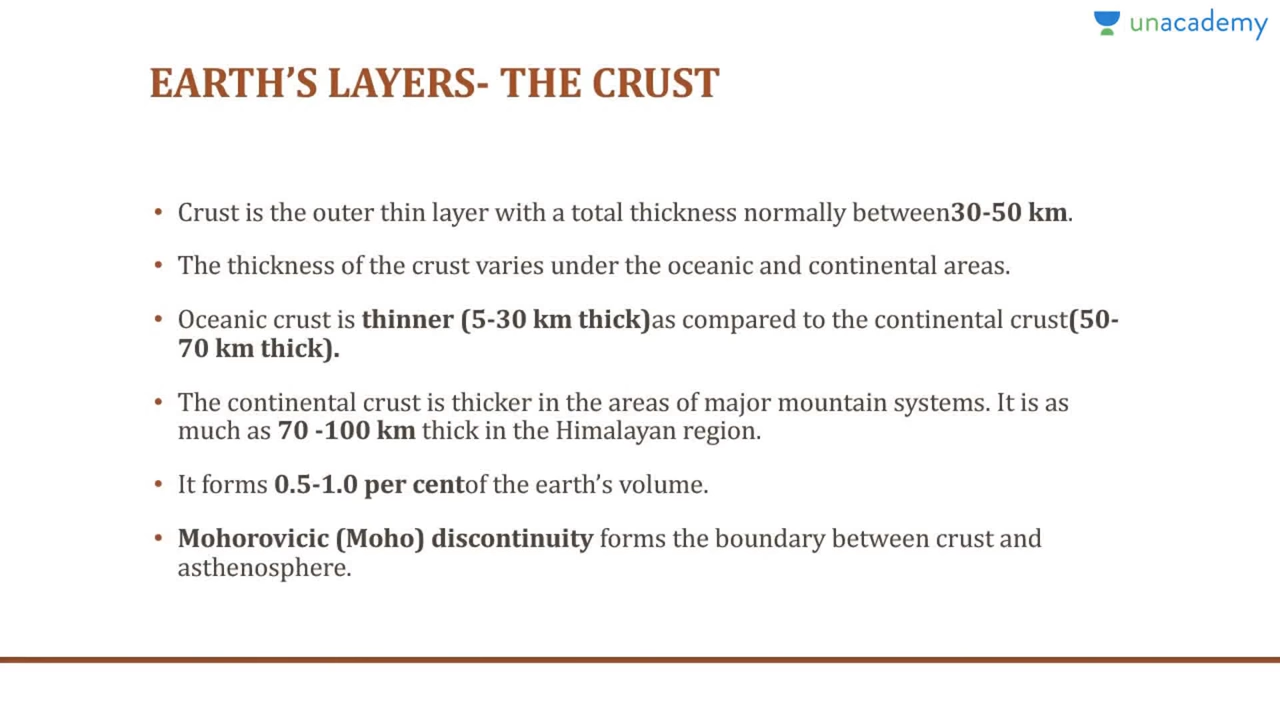 unacademy
EARTH’S LAYERS- THE CRUST
• Crust is the outer thin layer with a total thickness normally between30-50 km.
• The thickness of the crust varies under the oceanic and continental areas.
• Oceanic crust is thinner (5-30 km thick)as compared to the continental crust(50-
70 km thick).
• The continental crust is thicker in the areas of major mountain systems. It is as
much as 70 -100 km thick in the Himalayan region.
• It forms 0.5-1.0 per centof the earth’s volume.
• Mohorovicic (Moho) discontinuity forms the boundary between crust and
asthenosphere.